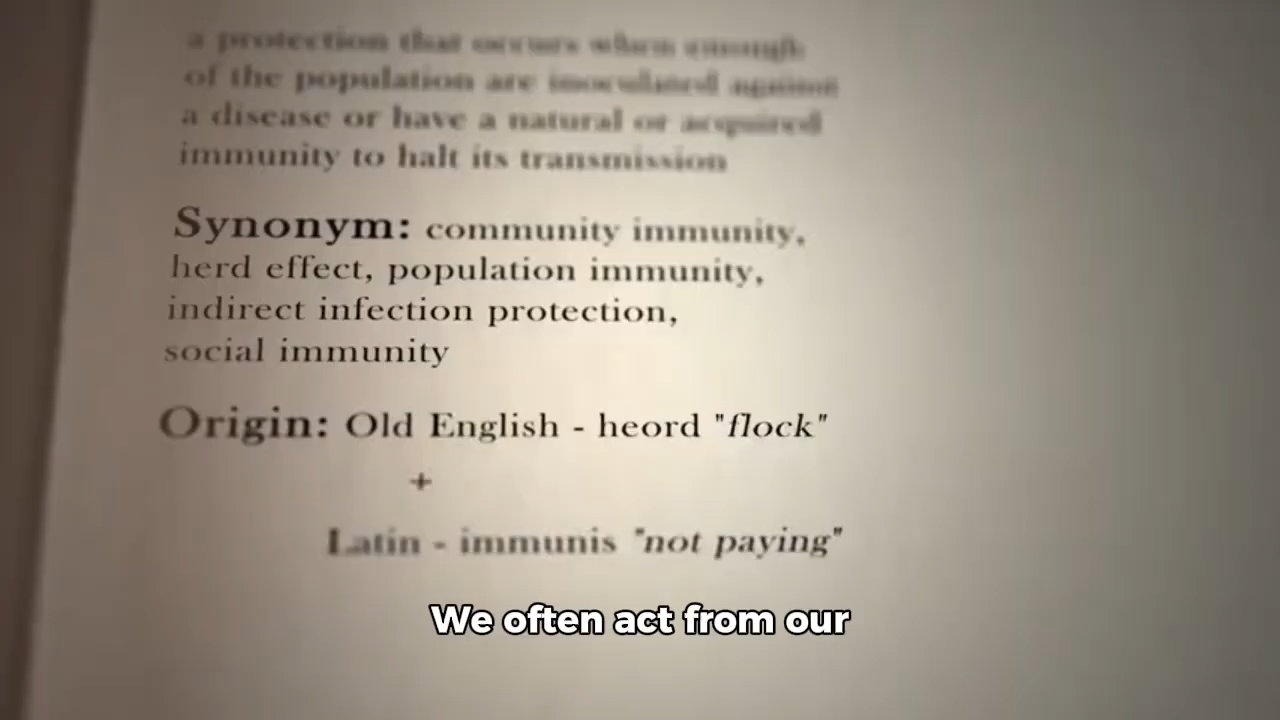 a protection that occurs when enough
of the population are inoculated against
a disease or have a natural or acquired
immunity to halt its transmission
Synonym: community immunity,
herd effect, population immunity,
indirect infection protection,
social immunity
Origin: Old English - heord "flock"
+
Latin - immunis "not paying"
We often act from our